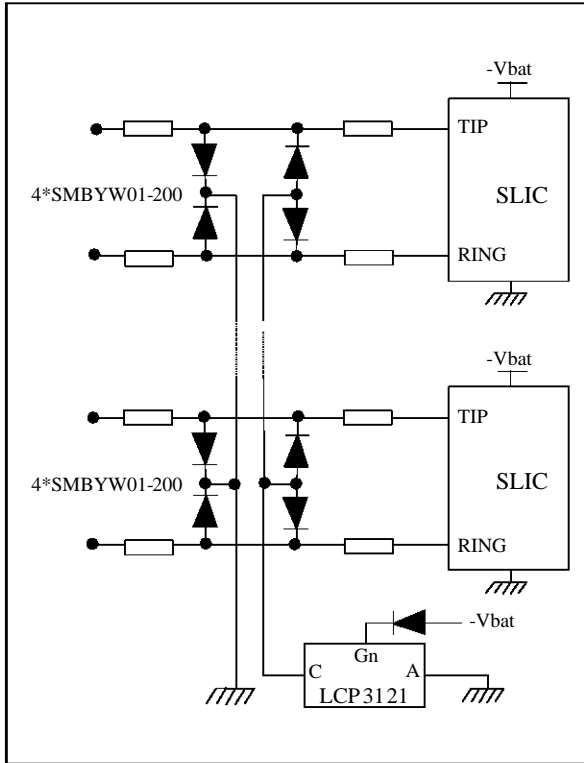 -Vbat
TIP
4*SMBYW01-200
SLIC
RING
-Vbat
TIP
4*SMBYW01-200
SLIC
RING
-Vbat
Gn
C
A
LCP3121